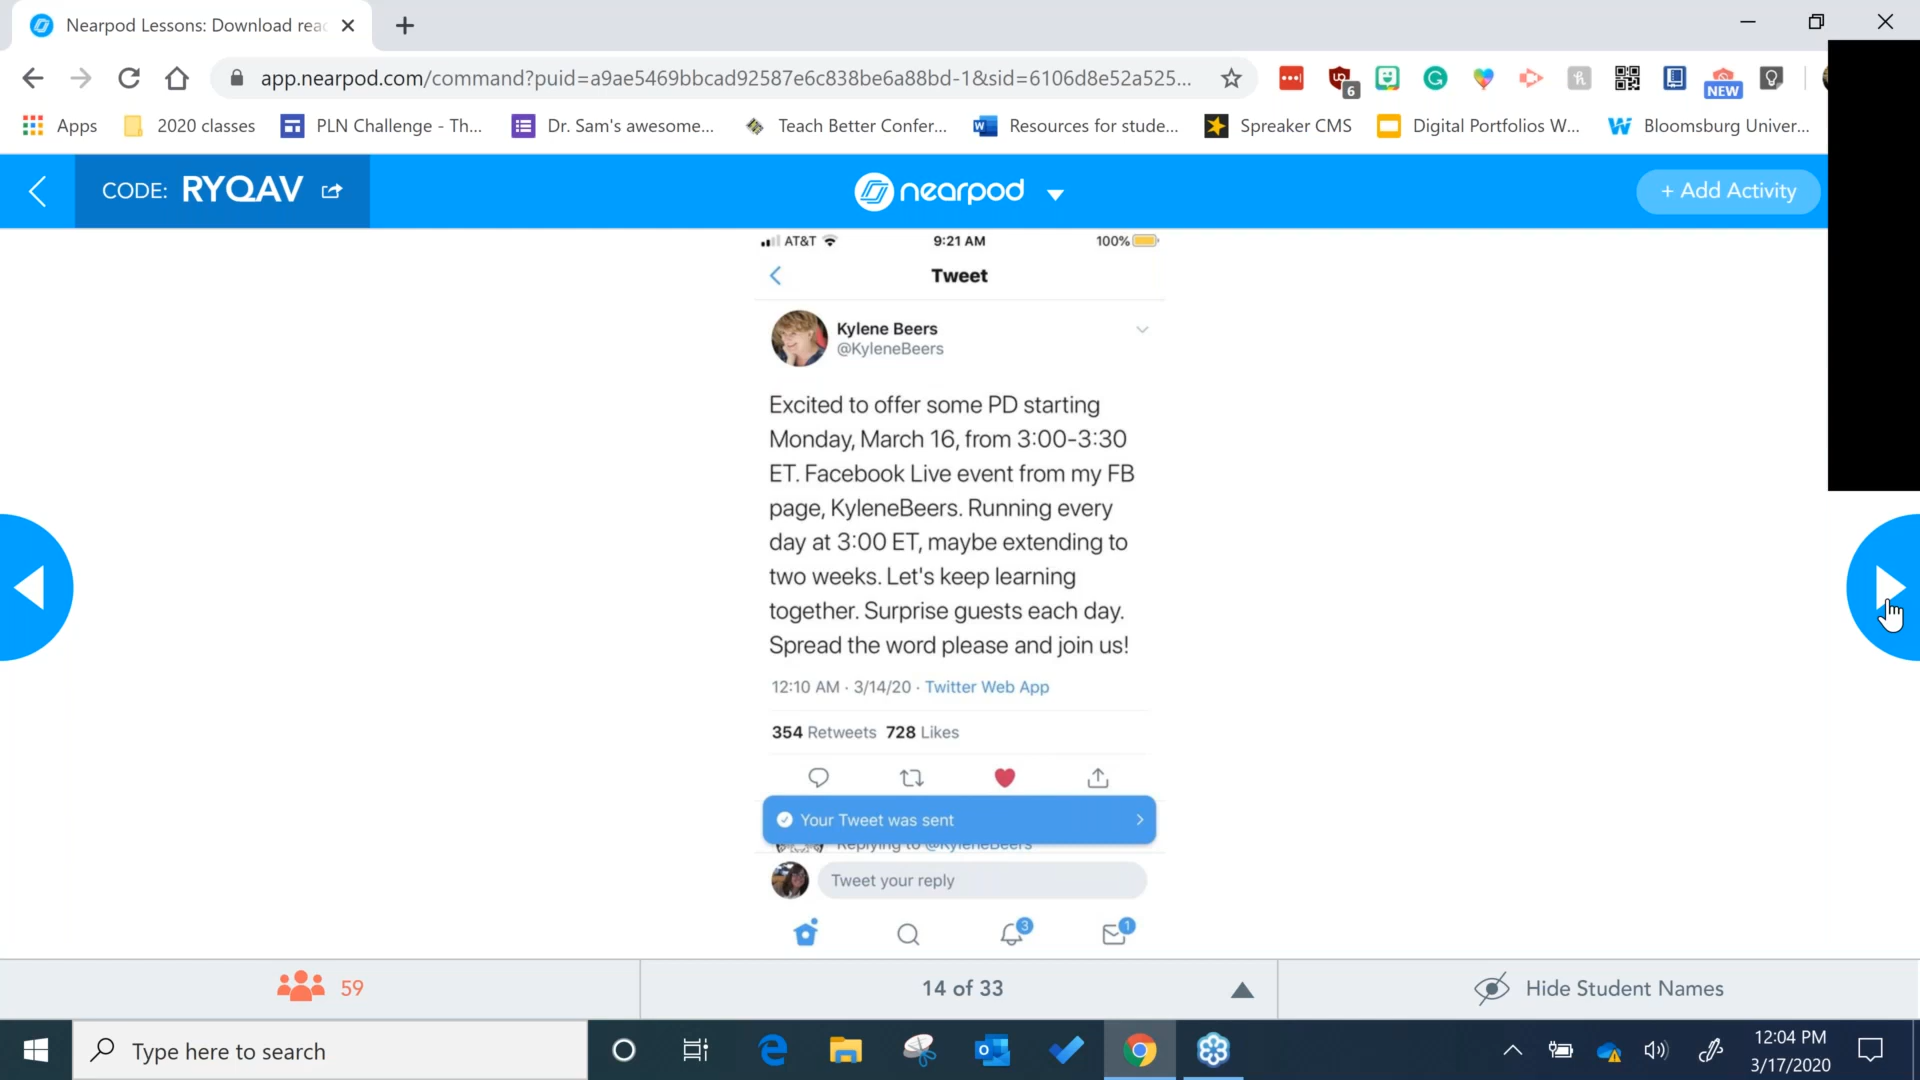 Nearpod Lessons: Download read
app.nearpod.com/command?puid=a9ae5469bbcad92587e6c838be6a88bd-1&sid=6106d8e52a525...
6
NEW
Apps
2020 classes
PLN Challenge - Th...
Dr. Sam's awesome...
Teach Better Confer...
Resources for stude...
Spreaker CMS
Digital Portfolios W...
Bloomsburg Univer...
CODE: RYQAV
nearpod
+ Add Activity
AT&T
9:21 AM
100%
Tweet
Kylene Beers
@KyleneBeers
Excited to offer some PD starting
Monday, March 16, from 3:00-3:30
ET. Facebook Live event from my FB
page, KyleneBeers. Running every
day at 3:00 ET, maybe extending to
two weeks. Let's keep learning
together. Surprise guests each day.
Spread the word please and join us!
12:10 AM · 3/14/20 · Twitter Web App
354 Retweets 728 Likes
Your Tweet was sent
Replying to @KyleneBeers
Tweet your reply
3
1
59
14 of 33
Hide Student Names
Type here to search
12:04 PM
3/17/2020